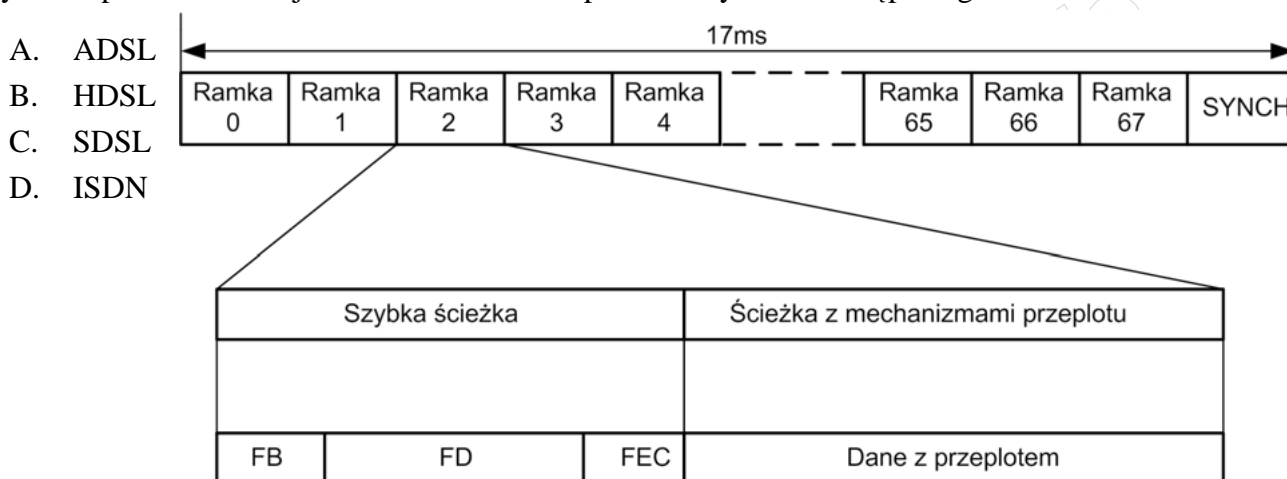 A. ADSL
B. HDSL
C. SDSL
D. ISDN
17ms
Ramka 0 Ramka 1 Ramka 2 Ramka 3 Ramka 4 Ramka 65 Ramka 66 Ramka 67 SYNCH
Szybka ścieżka Ścieżka z mechanizmami przeplotu
FB FD FEC Dane z przeplotem